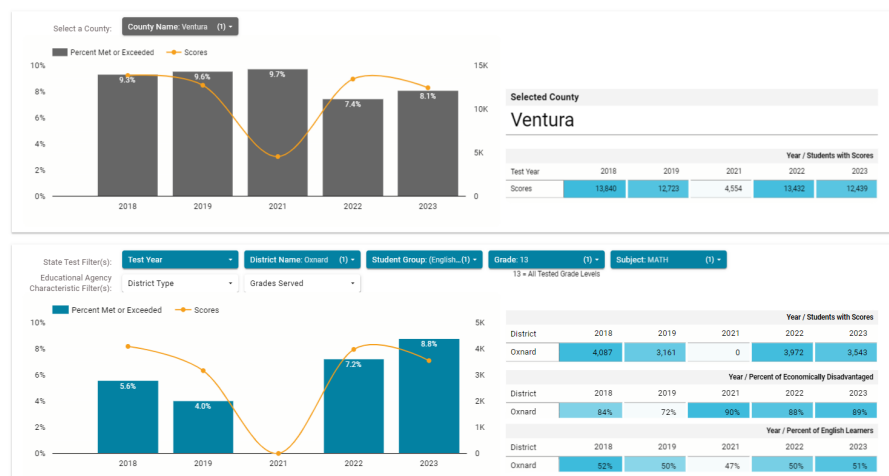 Select a County: County Name: Ventura (1)
Percent Met or Exceeded Scores
10% 15K
8% 10K
6%
4% 5K
2%
0% 0
9.3% 9.6% 9.7% 7.4% 8.1%
2018 2019 2021 2022 2023
Selected County
Ventura
Year / Students with Scores
Test Year 2018 2019 2021 2022 2023
Scores 13,840 12,723 4,554 13,432 12,439
State Test Filter(s): Test Year District Name: Oxnard (1) Student Group: (English...(1) Grade: 13 (1) Subject: MATH (1)
13 = All Tested Grade Levels
Educational Agency
Characteristic Filter(s): District Type Grades Served
Percent Met or Exceeded Scores
10% 5K
8% 4K
6% 3K
4% 2K
2% 1K
0% 0
5.6% 4.0% 7.2% 8.8%
2018 2019 2021 2022 2023
Year / Students with Scores
District 2018 2019 2021 2022 2023
Oxnard 4,087 3,161 0 3,972 3,543
Year / Percent of Economically Disadvantaged
District 2018 2019 2021 2022 2023
Oxnard 84% 72% 90% 88% 89%
Year / Percent of English Learners
District 2018 2019 2021 2022 2023
Oxnard 52% 50% 47% 50% 51%